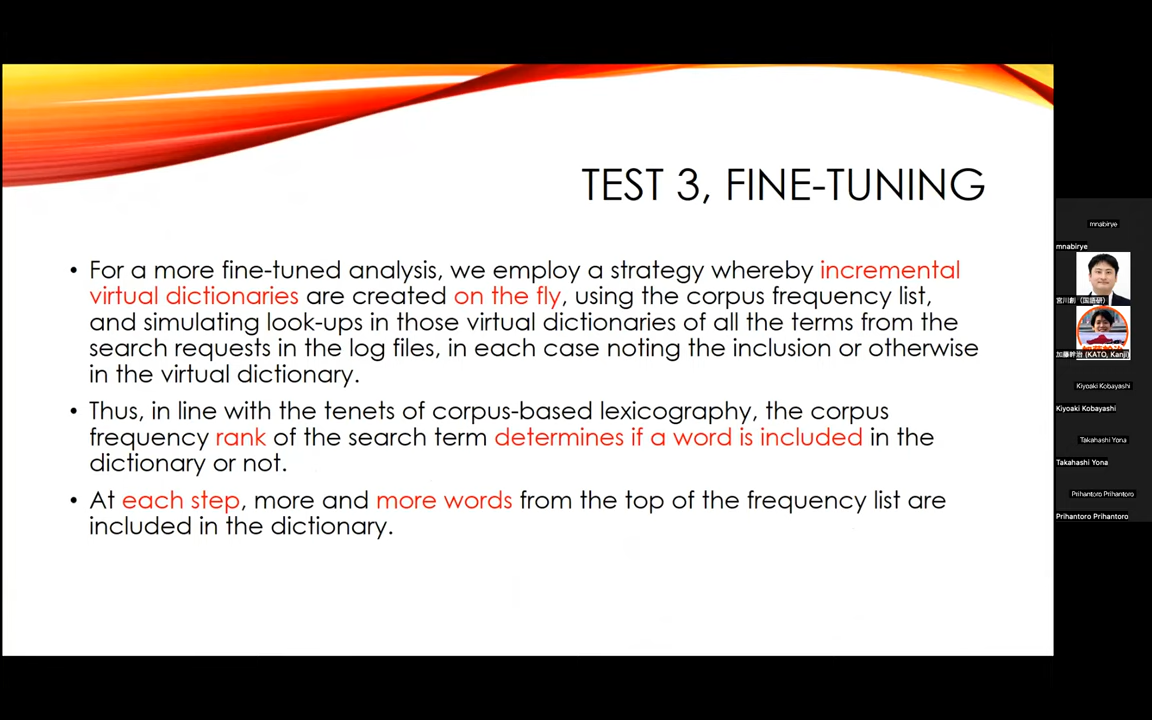 TEST 3, FINE-TUNING
• For a more fine-tuned analysis, we employ a strategy whereby incremental
virtual dictionaries are created on the fly, using the corpus frequency list,
and simulating look-ups in those virtual dictionaries of all the terms from the
search requests in the log files, in each case noting the inclusion or otherwise
in the virtual dictionary.
• Thus, in line with the tenets of corpus-based lexicography, the corpus
frequency rank of the search term determines if a word is included in the
dictionary or not.
• At each step, more and more words from the top of the frequency list are
included in the dictionary.
mnabirye
mnabirye
宮川創（国語研）
加藤幹治 (KATO, Kanji)
Kiyoaki Kobayashi
Kiyoaki Kobayashi
Takahashi Yona
Takahashi Yona
Prihantoro Prihantoro
Prihantoro Prihantoro